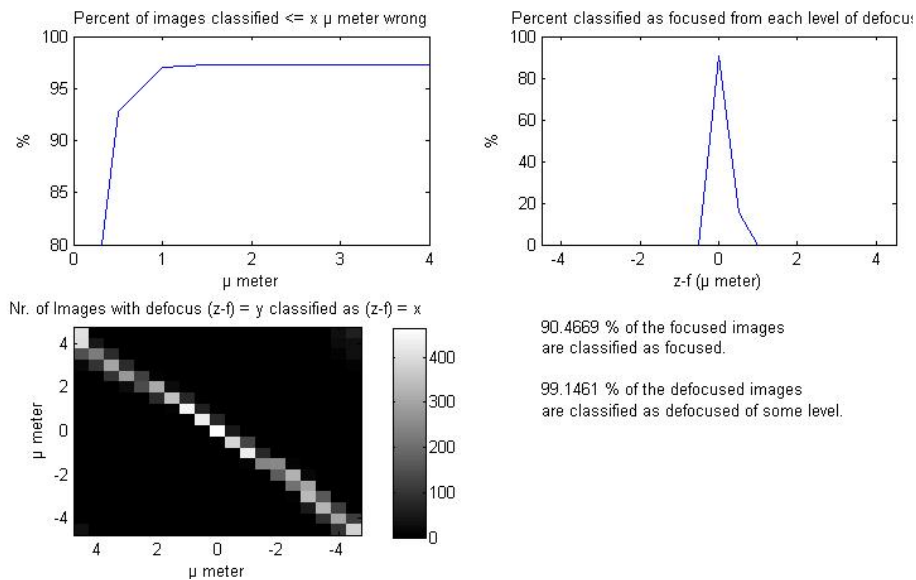 Percent of images classified <= x µ meter wrong
100
95
90
85
80
%
0 1 2 3 4
µ meter
Percent classified as focused from each level of defocus
100
80
60
40
20
0
%
-4 -2 0 2 4
z-f (µ meter)
Nr. of Images with defocus (z-f) = y classified as (z-f) = x
4
2
0
-2
-4
µ meter
4 2 0 -2 -4
µ meter
400
300
200
100
0
90.4669 % of the focused images
are classified as focused.
99.1461 % of the defocused images
are classified as defocused of some level.